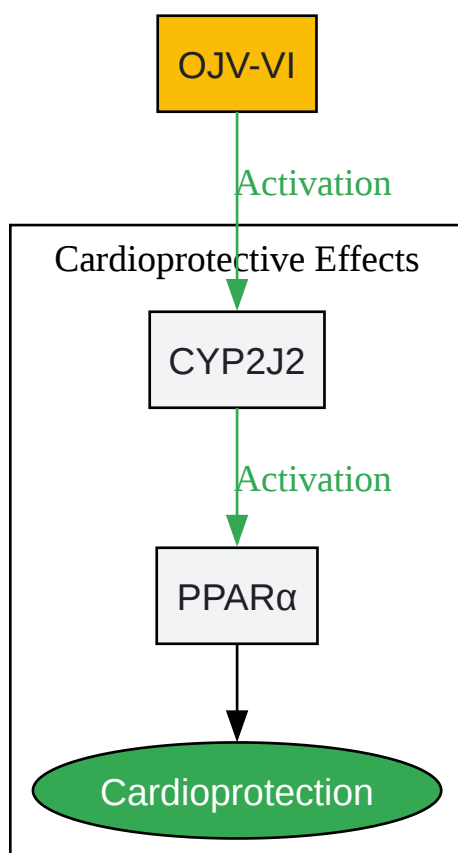 OJV-VI
Activation
Cardioprotective Effects
CYP2J2
Activation
PPARα
Cardioprotection